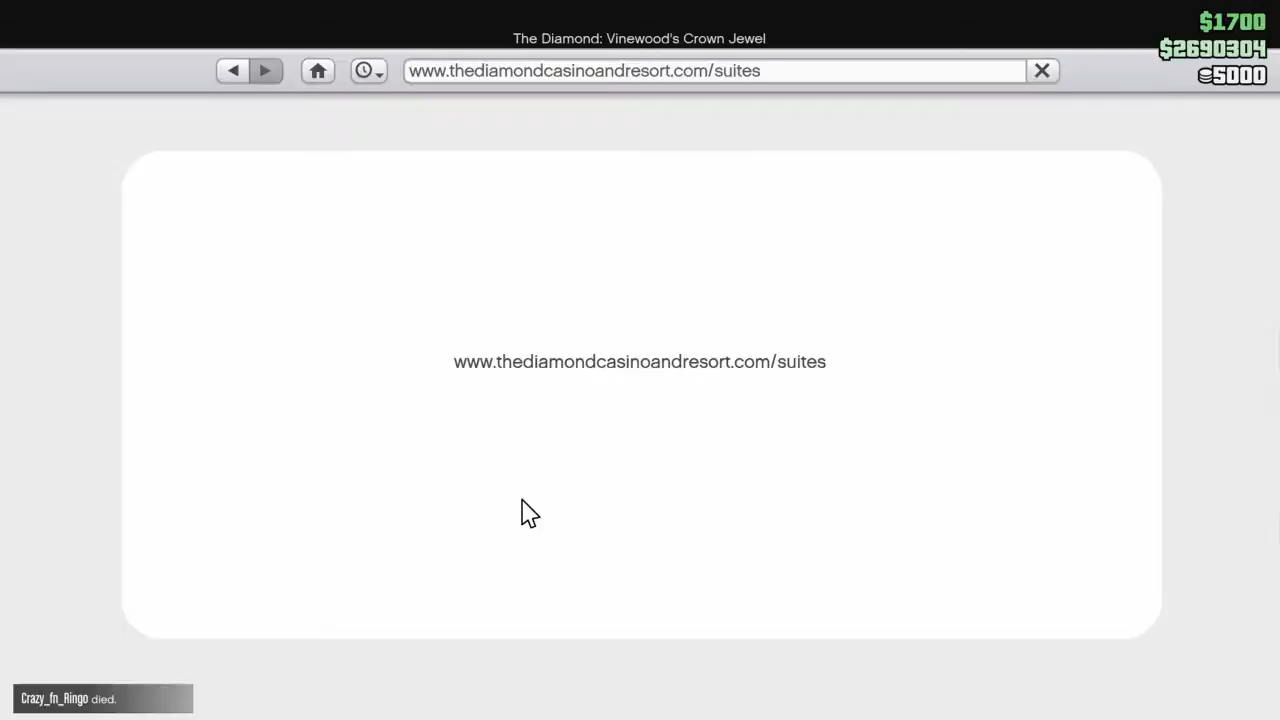 The Diamond: Vinewood's Crown Jewel
$1700
$2690304
5000
www.thediamondcasinoandresort.com/suites
www.thediamondcasinoandresort.com/suites
Crazy_fn_Ringo died.